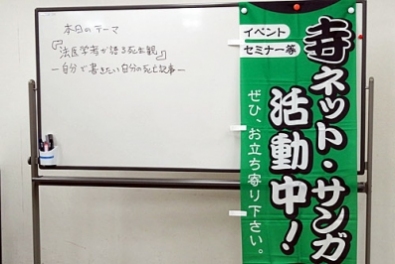 本日のテーマ
『法医学者が語る死生観』
―自分で書きたい自分の死亡記事―
イベント
セミナー等
寺ネット・サンガ
活動中!
ぜひ、お立ち寄り下さい。